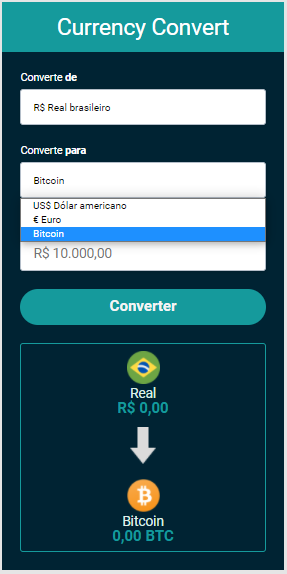 Currency Convert
Converte de
R$ Real brasileiro
Converte para
Bitcoin
US$ Dólar americano
€ Euro
Bitcoin
R$ 10.000,00
Converter
Real
R$ 0,00
Bitcoin
0,00 BTC